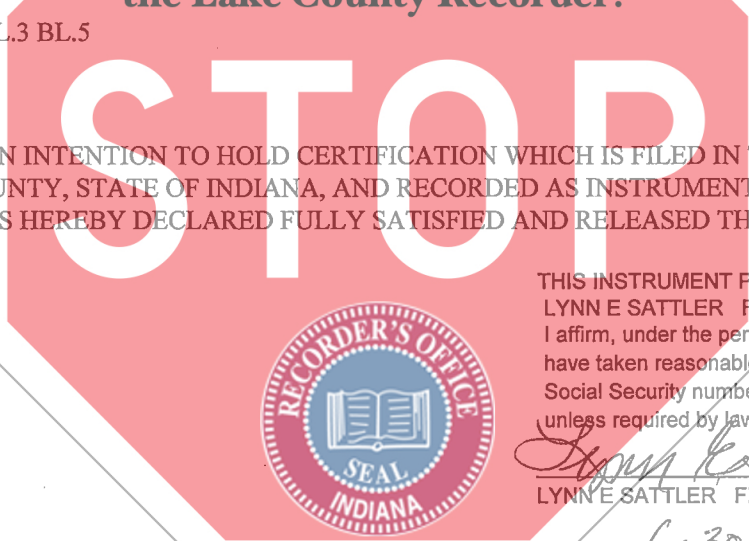 the Lake County Recorder!
L.3 BL.5
STOP
N INTENTION TO HOLD CERTIFICATION WHICH IS FILED IN
UNTY, STATE OF INDIANA, AND RECORDED AS INSTRUMENT
S HEREBY DECLARED FULLY SATISFIED AND RELEASED TH
THIS INSTRUMENT P
LYNN E SATTLER F
I affirm, under the per
have taken reasonabl
Social Security numbe
unless required by law
LYNN E SATTLER F
RECORDER'S OFFICE
SEAL
INDIANA